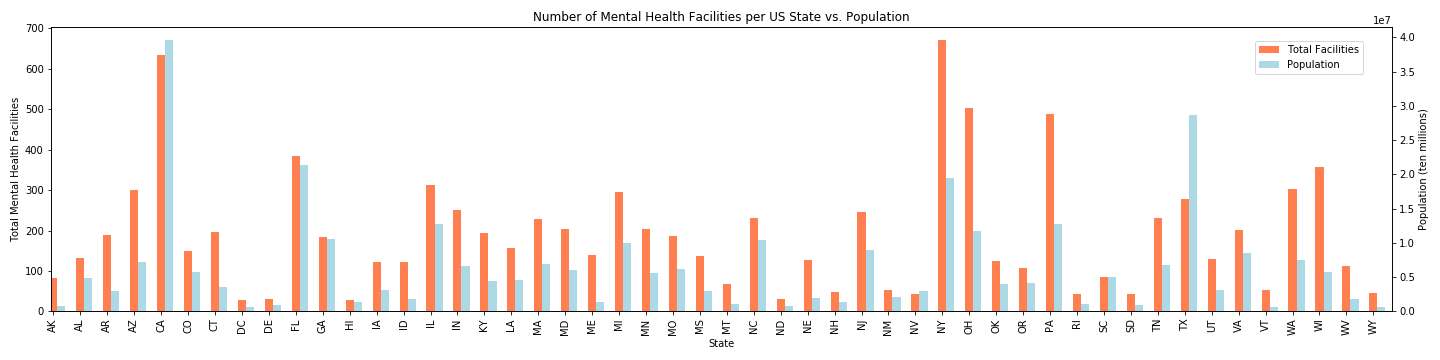 Number of Mental Health Facilities per US State vs. Population
1e7
Total Facilities
Population
700
600
500
400
300
200
100
0
Total Mental Health Facilities
4.0
3.5
3.0
2.5
2.0
1.5
1.0
0.5
0.0
Population (ten millions)
AK AL AR AZ CA CO CT DC DE FL GA HI IA ID IL IN KY LA MA MD ME MI MN MO MS MT NC ND NE NH NJ NM NV NY OH OK OR PA RI SC SD TN TX UT VA VT WA WI WV WY
State